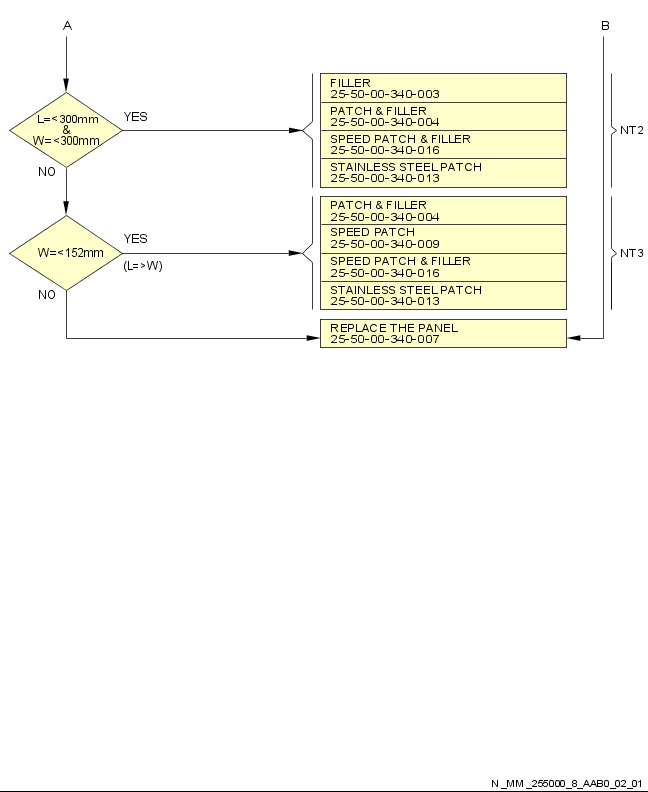 A
B
L=<300mm
&
W=<300mm
YES
NO
FILLER
25-50-00-340-003
PATCH & FILLER
25-50-00-340-004
SPEED PATCH & FILLER
25-50-00-340-016
STAINLESS STEEL PATCH
25-50-00-340-013
NT2
W=<152mm
YES
(L=>W)
NO
PATCH & FILLER
25-50-00-340-004
SPEED PATCH
25-50-00-340-009
SPEED PATCH & FILLER
25-50-00-340-016
STAINLESS STEEL PATCH
25-50-00-340-013
NT3
REPLACE THE PANEL
25-50-00-340-007
N_MM_255000_8_AAB0_02_01